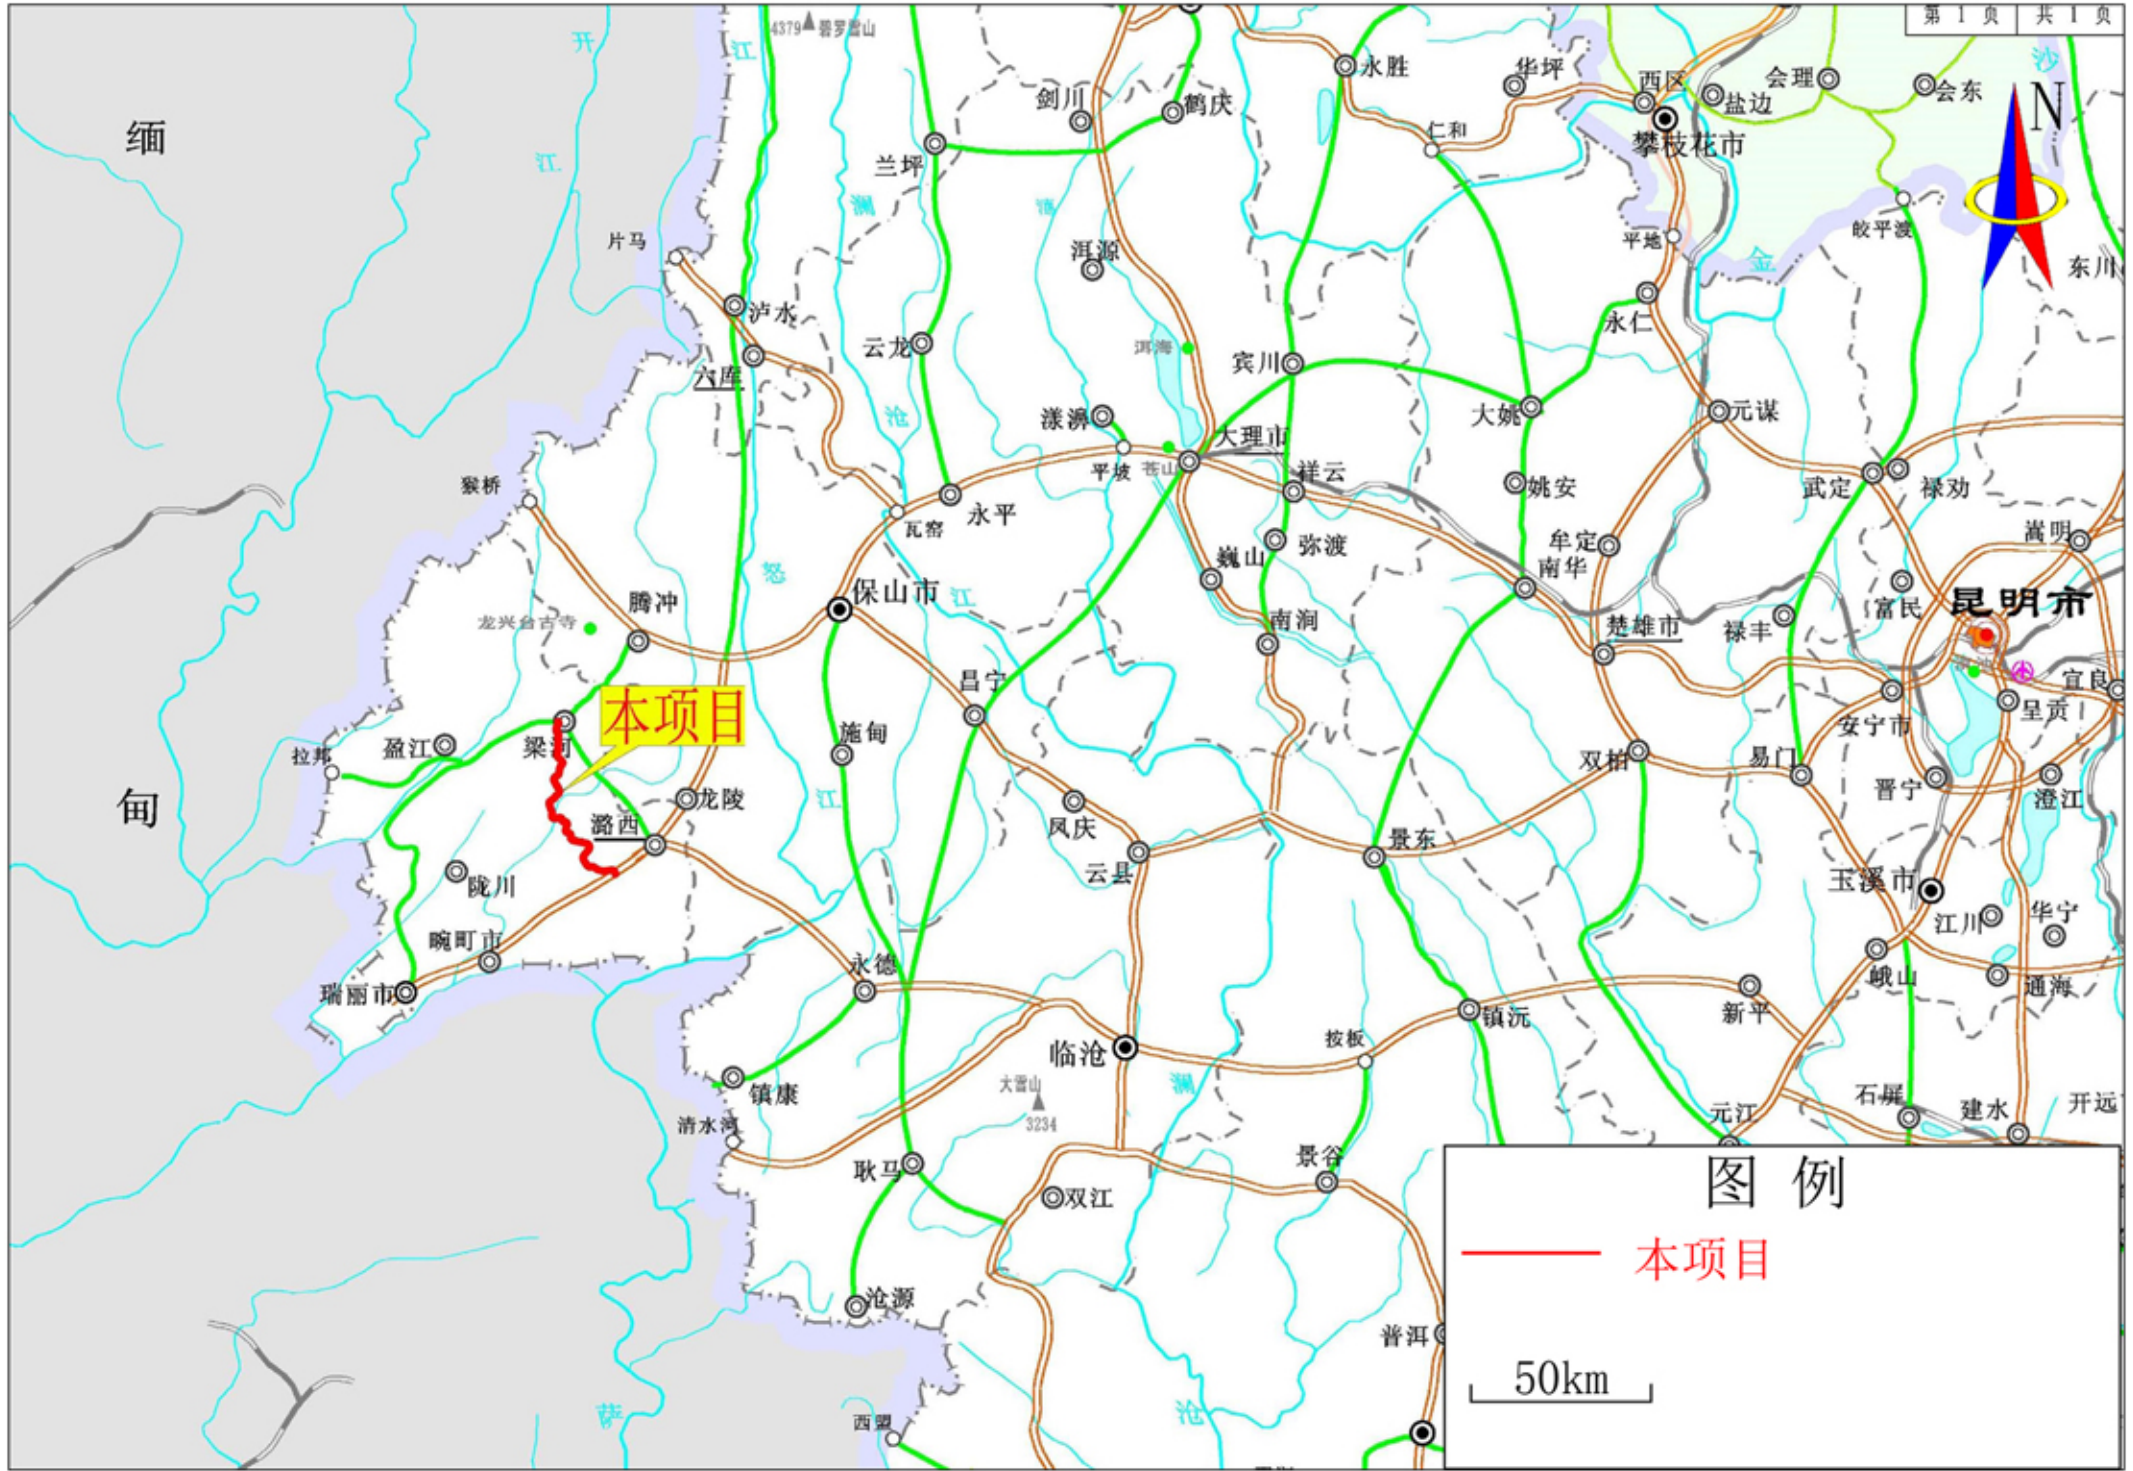 第 1 页 共 1 页
4379 碧罗雪山
开
江
江
沙
缅
永胜
华坪
西区
盐边
会理
会东
N
剑川
鹤庆
仁和
攀枝花市
兰坪
澜
片马
平地
皎平渡
金
东川
洱源
泸水
云龙
洱海
宾川
永仁
六库
沧
漾濞
大理市
大姚
元谋
平坡
苍山
祥云
姚安
武定
禄劝
猴桥
永平
瓦窑
弥渡
牟定
嵩明
怒
巍山
南华
富民
昆明市
腾冲
保山市
江
龙兴台古寺
南涧
楚雄市
禄丰
昌宁
宜良
本项目
梁河
盈江
拉邦
施甸
双柏
易门
安宁市
呈贡
晋宁
澄江
甸
龙陵
江
潞西
凤庆
云县
景东
陇川
玉溪市
江川
华宁
畹町市
永德
峨山
通海
瑞丽市
镇沅
新平
临沧
按板
镇康
大雪山
3234
澜
清水河
石屏
建水
开远
元江
耿马
双江
景谷
图 例
本项目
沧源
普洱
50km
萨
西盟
沧